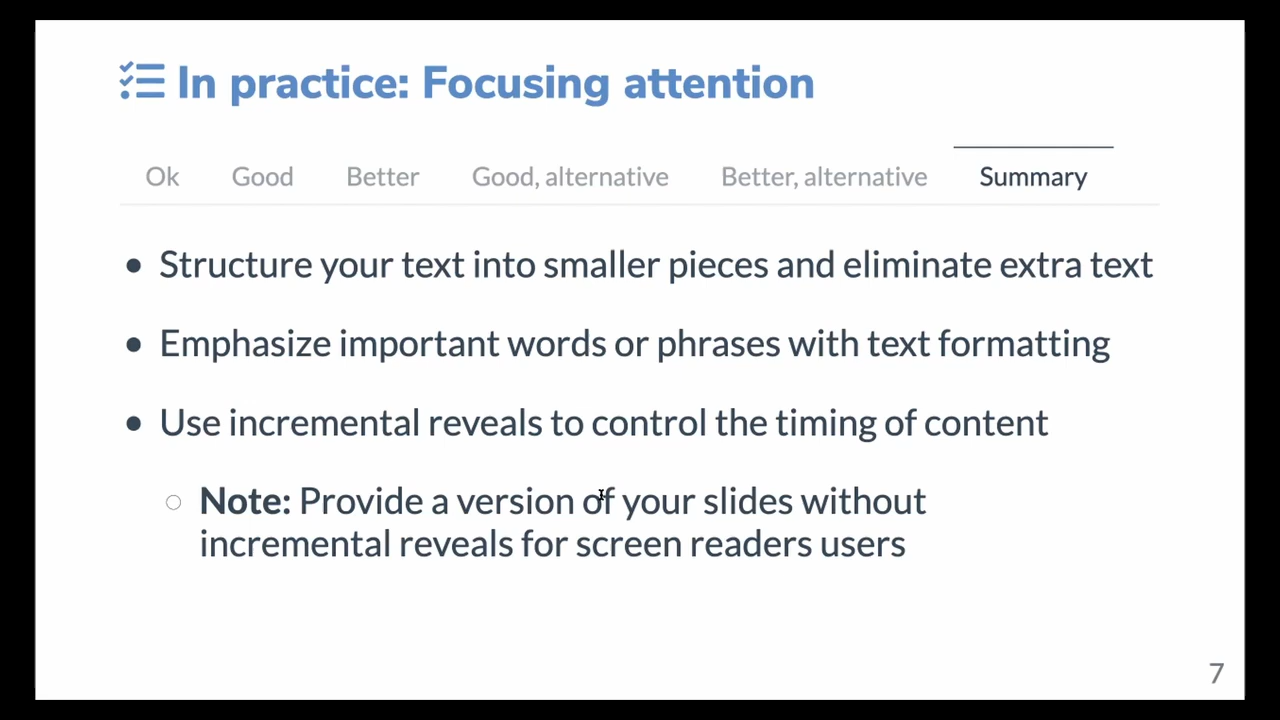 In practice: Focusing attention
Ok Good Better Good, alternative Better, alternative Summary
• Structure your text into smaller pieces and eliminate extra text
• Emphasize important words or phrases with text formatting
• Use incremental reveals to control the timing of content
○ Note: Provide a version of your slides without
incremental reveals for screen readers users
7